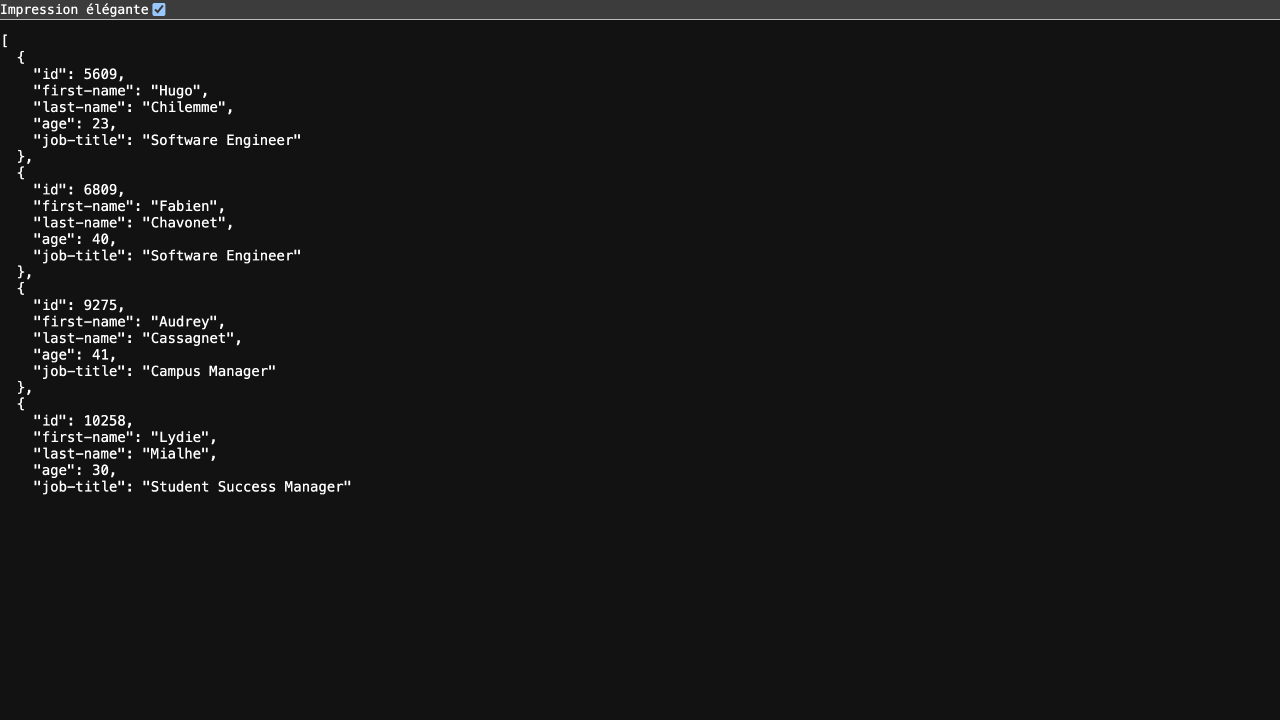 Impression élégante
[
  {
    "id": 5609,
    "first-name": "Hugo",
    "last-name": "Chilemme",
    "age": 23,
    "job-title": "Software Engineer"
  },
  {
    "id": 6809,
    "first-name": "Fabien",
    "last-name": "Chavonet",
    "age": 40,
    "job-title": "Software Engineer"
  },
  {
    "id": 9275,
    "first-name": "Audrey",
    "last-name": "Cassagnet",
    "age": 41,
    "job-title": "Campus Manager"
  },
  {
    "id": 10258,
    "first-name": "Lydie",
    "last-name": "Mialhe",
    "age": 30,
    "job-title": "Student Success Manager"